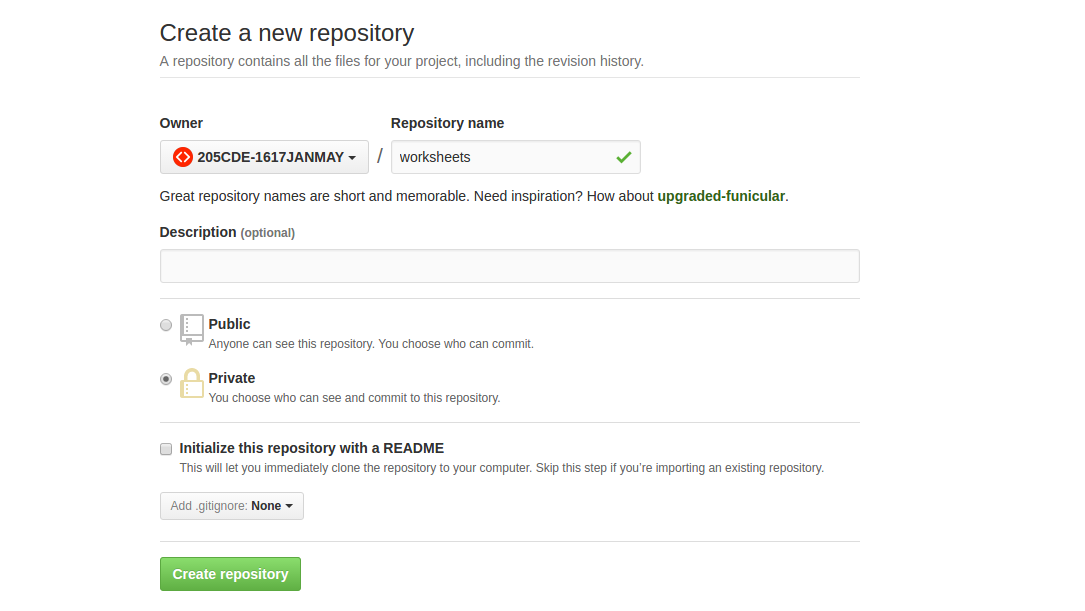 Create a new repository
A repository contains all the files for your project, including the revision history.
Owner
Repository name
205CDE-1617JANMAY / worksheets
Great repository names are short and memorable. Need inspiration? How about upgraded-funicular.
Description (optional)
Public
Anyone can see this repository. You choose who can commit.
Private
You choose who can see and commit to this repository.
Initialize this repository with a README
This will let you immediately clone the repository to your computer. Skip this step if you’re importing an existing repository.
Add .gitignore: None
Create repository